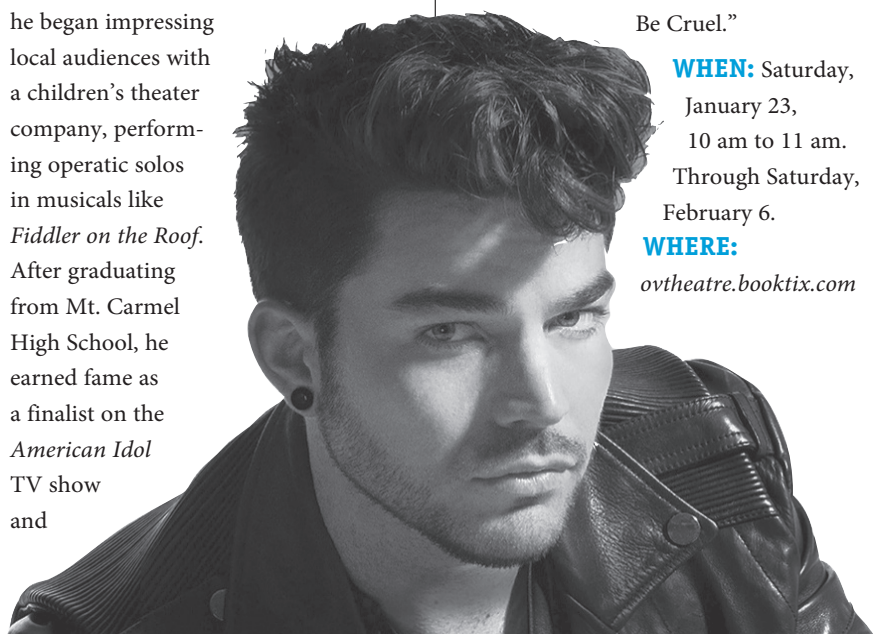 he began impressing
local audiences with
a children’s theater
company, perform-
ing operatic solos
in musicals like
Fiddler on the Roof.
After graduating
from Mt. Carmel
High School, he
earned fame as
a finalist on the
American Idol
TV show
and
Be Cruel.”
WHEN: Saturday,
January 23,
10 am to 11 am.
Through Saturday,
February 6.
WHERE:
ovtheatre.booktix.com